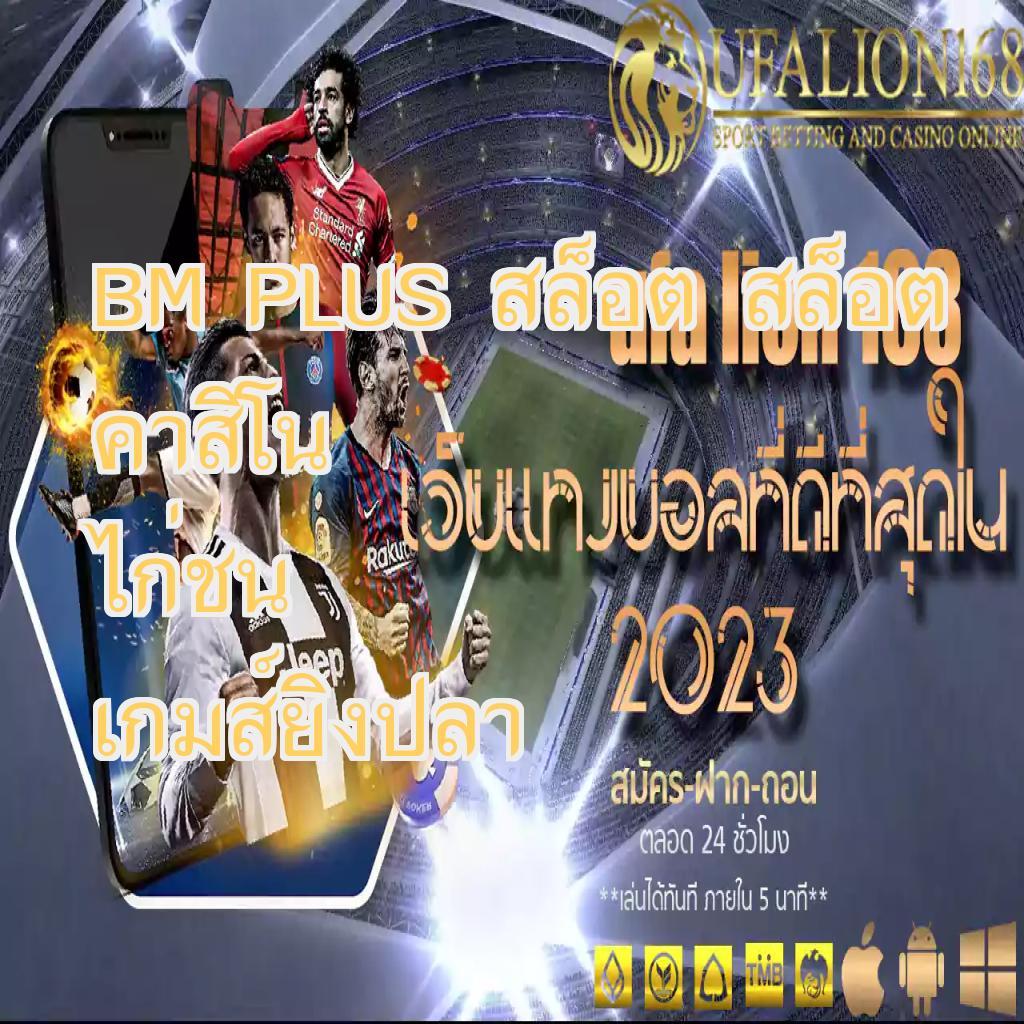 UFALION168
SPORT BETTING AND CASINO ONLINE
Standard
Chartered
BM PLUS สล็อต |สล็อต
ufa lion 168
คาสิโน
เว็บแทงบอลที่ดีที่สุดใน
ไก่ชน
2023
Jeep
เกมส์ยิงปลา
สมัคร-ฝาก-ถอน
ตลอด 24 ชั่วโมง
**เล่นได้ทันที ภายใน 5 นาที**
TMB